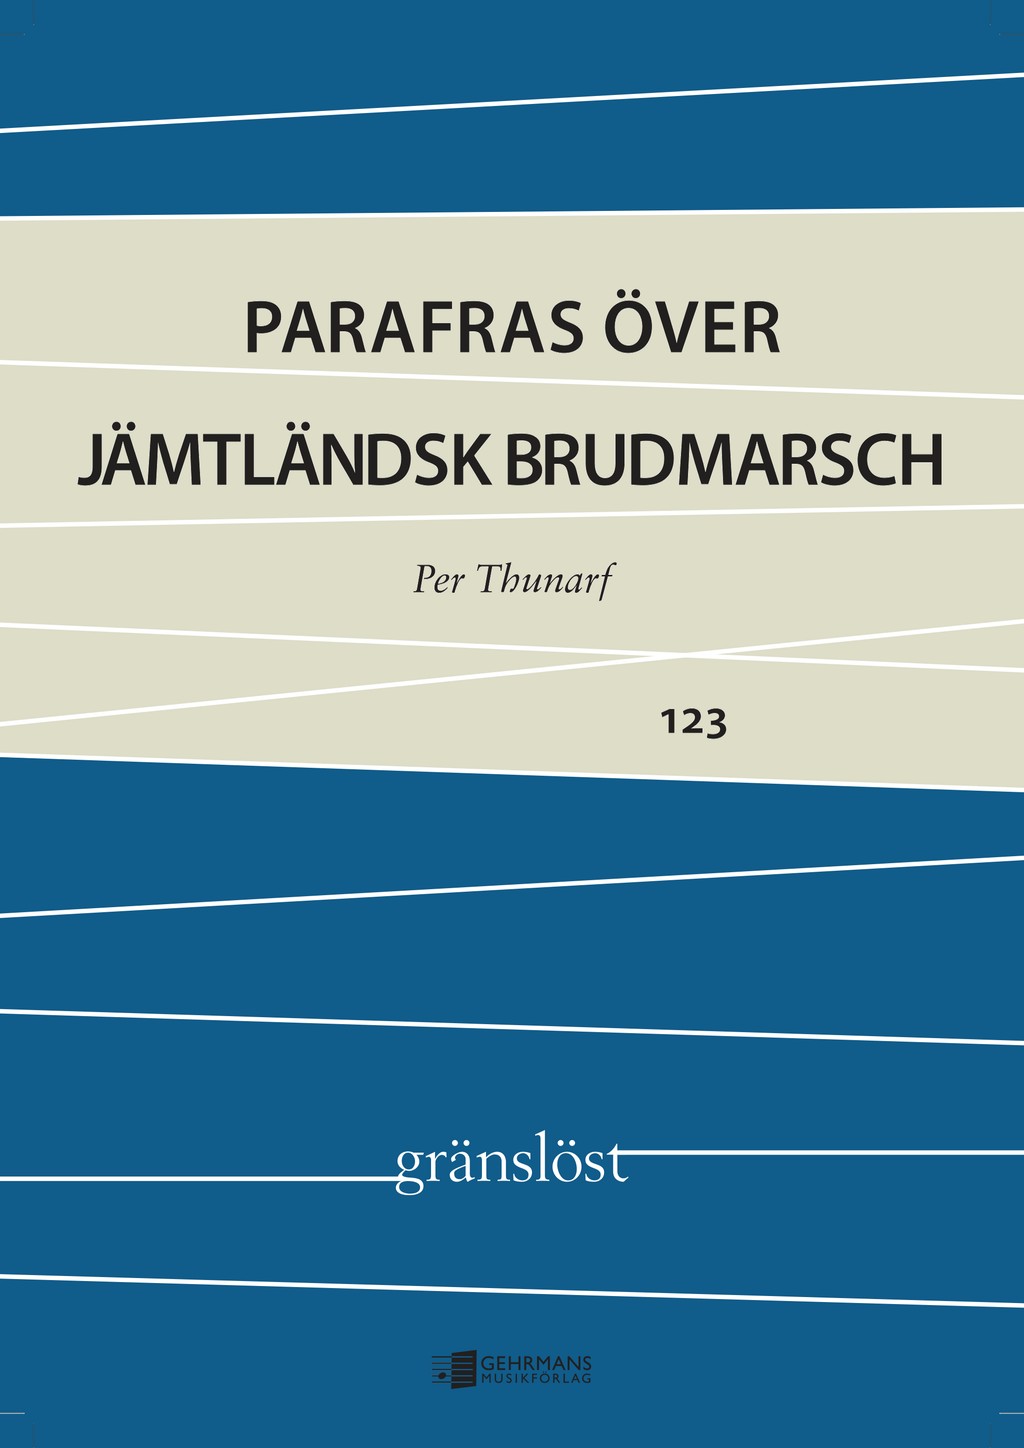 PARAFRAS ÖVER
JÄMTLÄNDSK BRUDMARSCH
Per Thunarf
123
gränslöst
GEHRMANS
MUSIKFÖRLAG